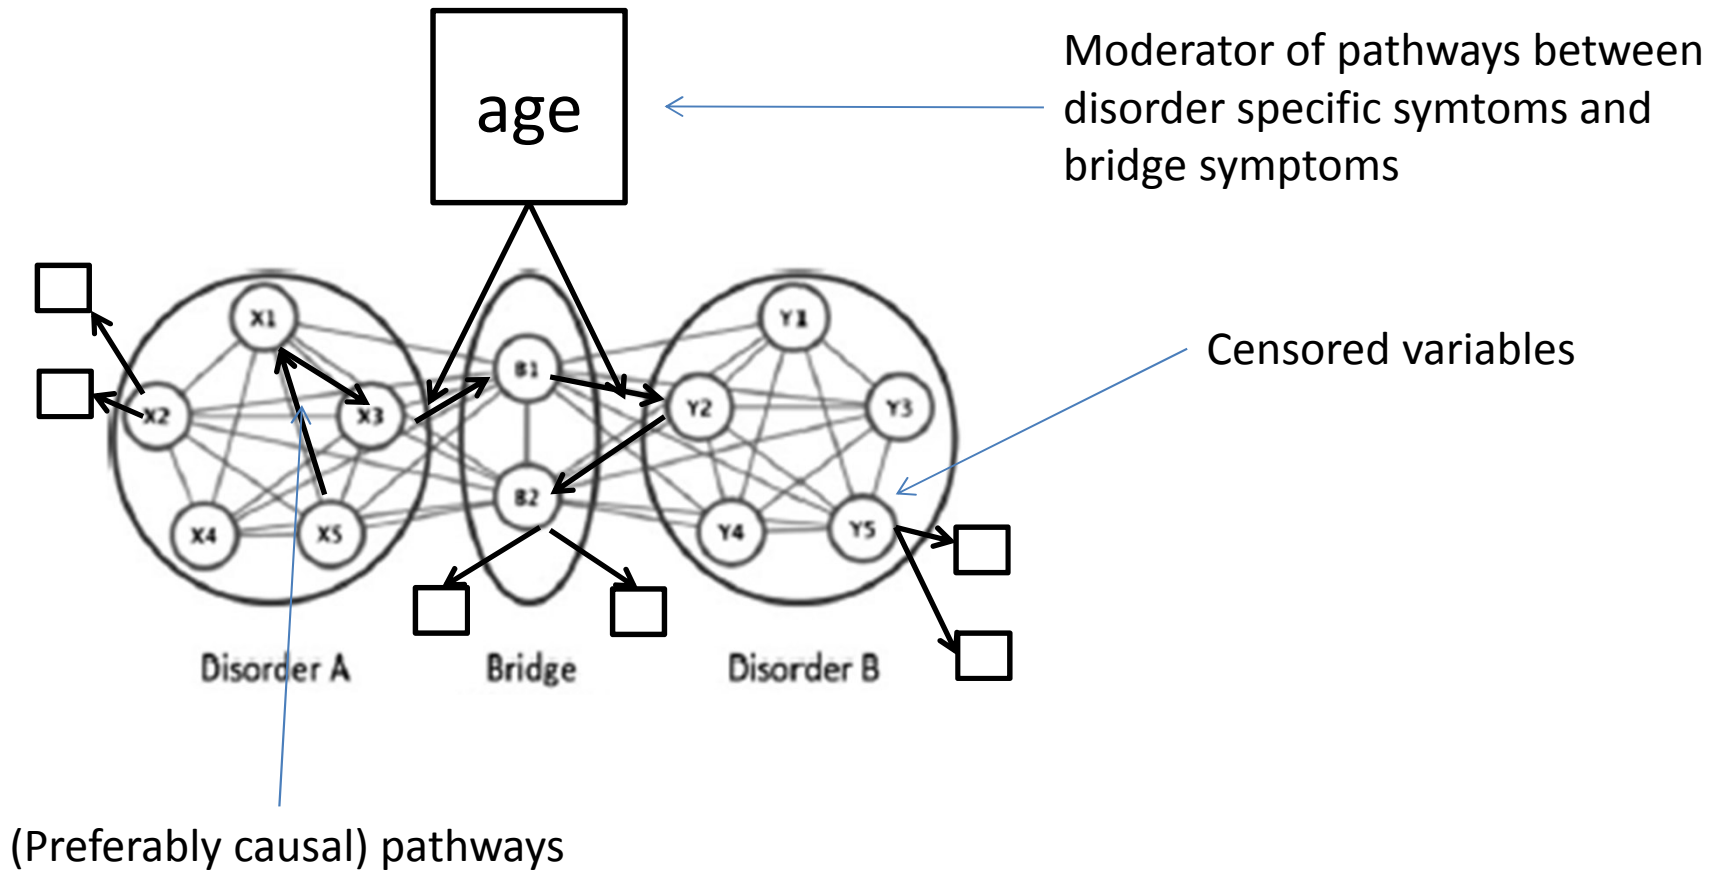 age
Moderator of pathways between
disorder specific symtoms and
bridge symptoms
X1
X2
X3
X4
X5
B1
B2
Y1
Y2
Y3
Y4
Y5
Censored variables
Disorder A
Bridge
Disorder B
(Preferably causal) pathways